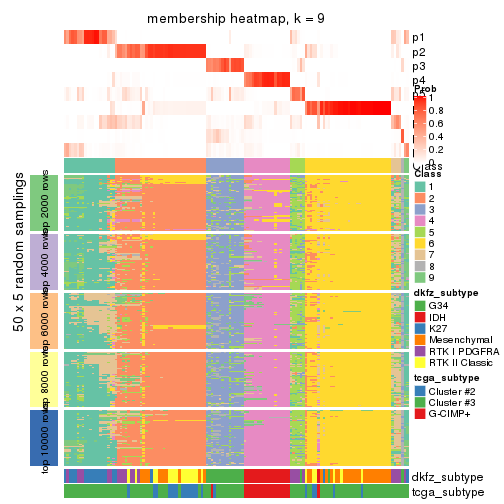 membership heatmap, k = 9
p1
p2
p3
p4
p5
Prob
1
0.8
0.6
0.4
0.2
0
Class
Class
1
2
3
4
5
6
7
8
9
50 x 5 random samplings
top 2000 rows
top 4000 rows
top 6000 rows
top 8000 rows
top 10000 rows
dkfz_subtype
G34
IDH
K27
Mesenchymal
RTK I PDGFRA
RTK II Classic
tcga_subtype
Cluster #2
Cluster #3
G-CIMP+
dkfz_subtype
tcga_subtype